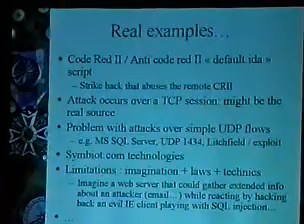 Real examples…
• Code Red II / Anti code red II « default.ida »
script
– Strike back that abuses the remote CRII
• Attack occurs over a TCP session: might be the
real source
• Problem with attacks over simple UDP flows
– e.g. MS SQL Server, UDP 1434, Litchfield / exploit
• Symbiot.com technologies
• Limitations : imagination + laws + technics
– Imagine a web server that could gather extended info
about an attacker (email…) while reacting by hacking
back an evil IE client playing with SQL injection…
• …